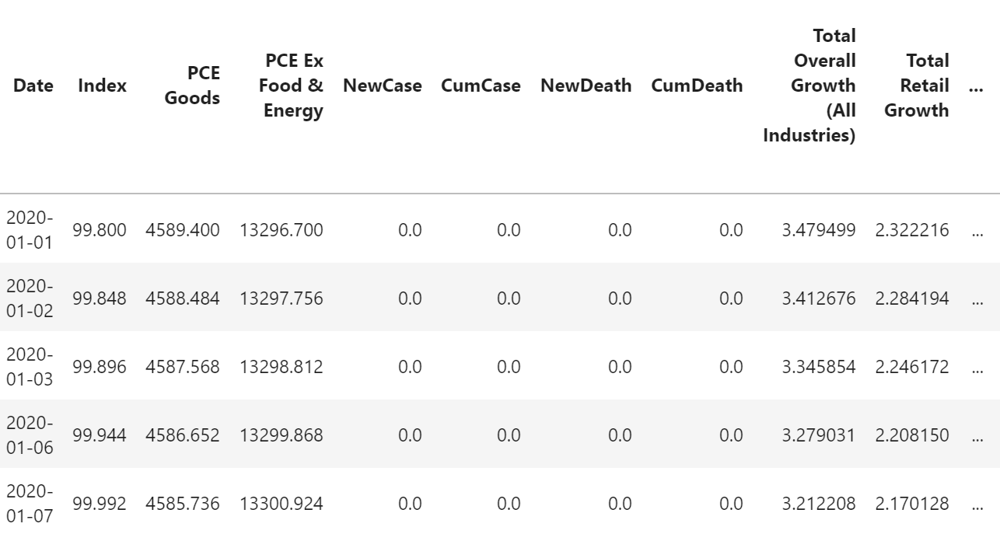 Date Index PCE Goods PCE Ex Food & Energy NewCase CumCase NewDeath CumDeath Total Overall Growth (All Industries) Total Retail Growth ...
2020-01-01 99.800 4589.400 13296.700 0.0 0.0 0.0 0.0 3.479499 2.322216 ...
2020-01-02 99.848 4588.484 13297.756 0.0 0.0 0.0 0.0 3.412676 2.284194 ...
2020-01-03 99.896 4587.568 13298.812 0.0 0.0 0.0 0.0 3.345854 2.246172 ...
2020-01-06 99.944 4586.652 13299.868 0.0 0.0 0.0 0.0 3.279031 2.208150 ...
2020-01-07 99.992 4585.736 13300.924 0.0 0.0 0.0 0.0 3.212208 2.170128 ...